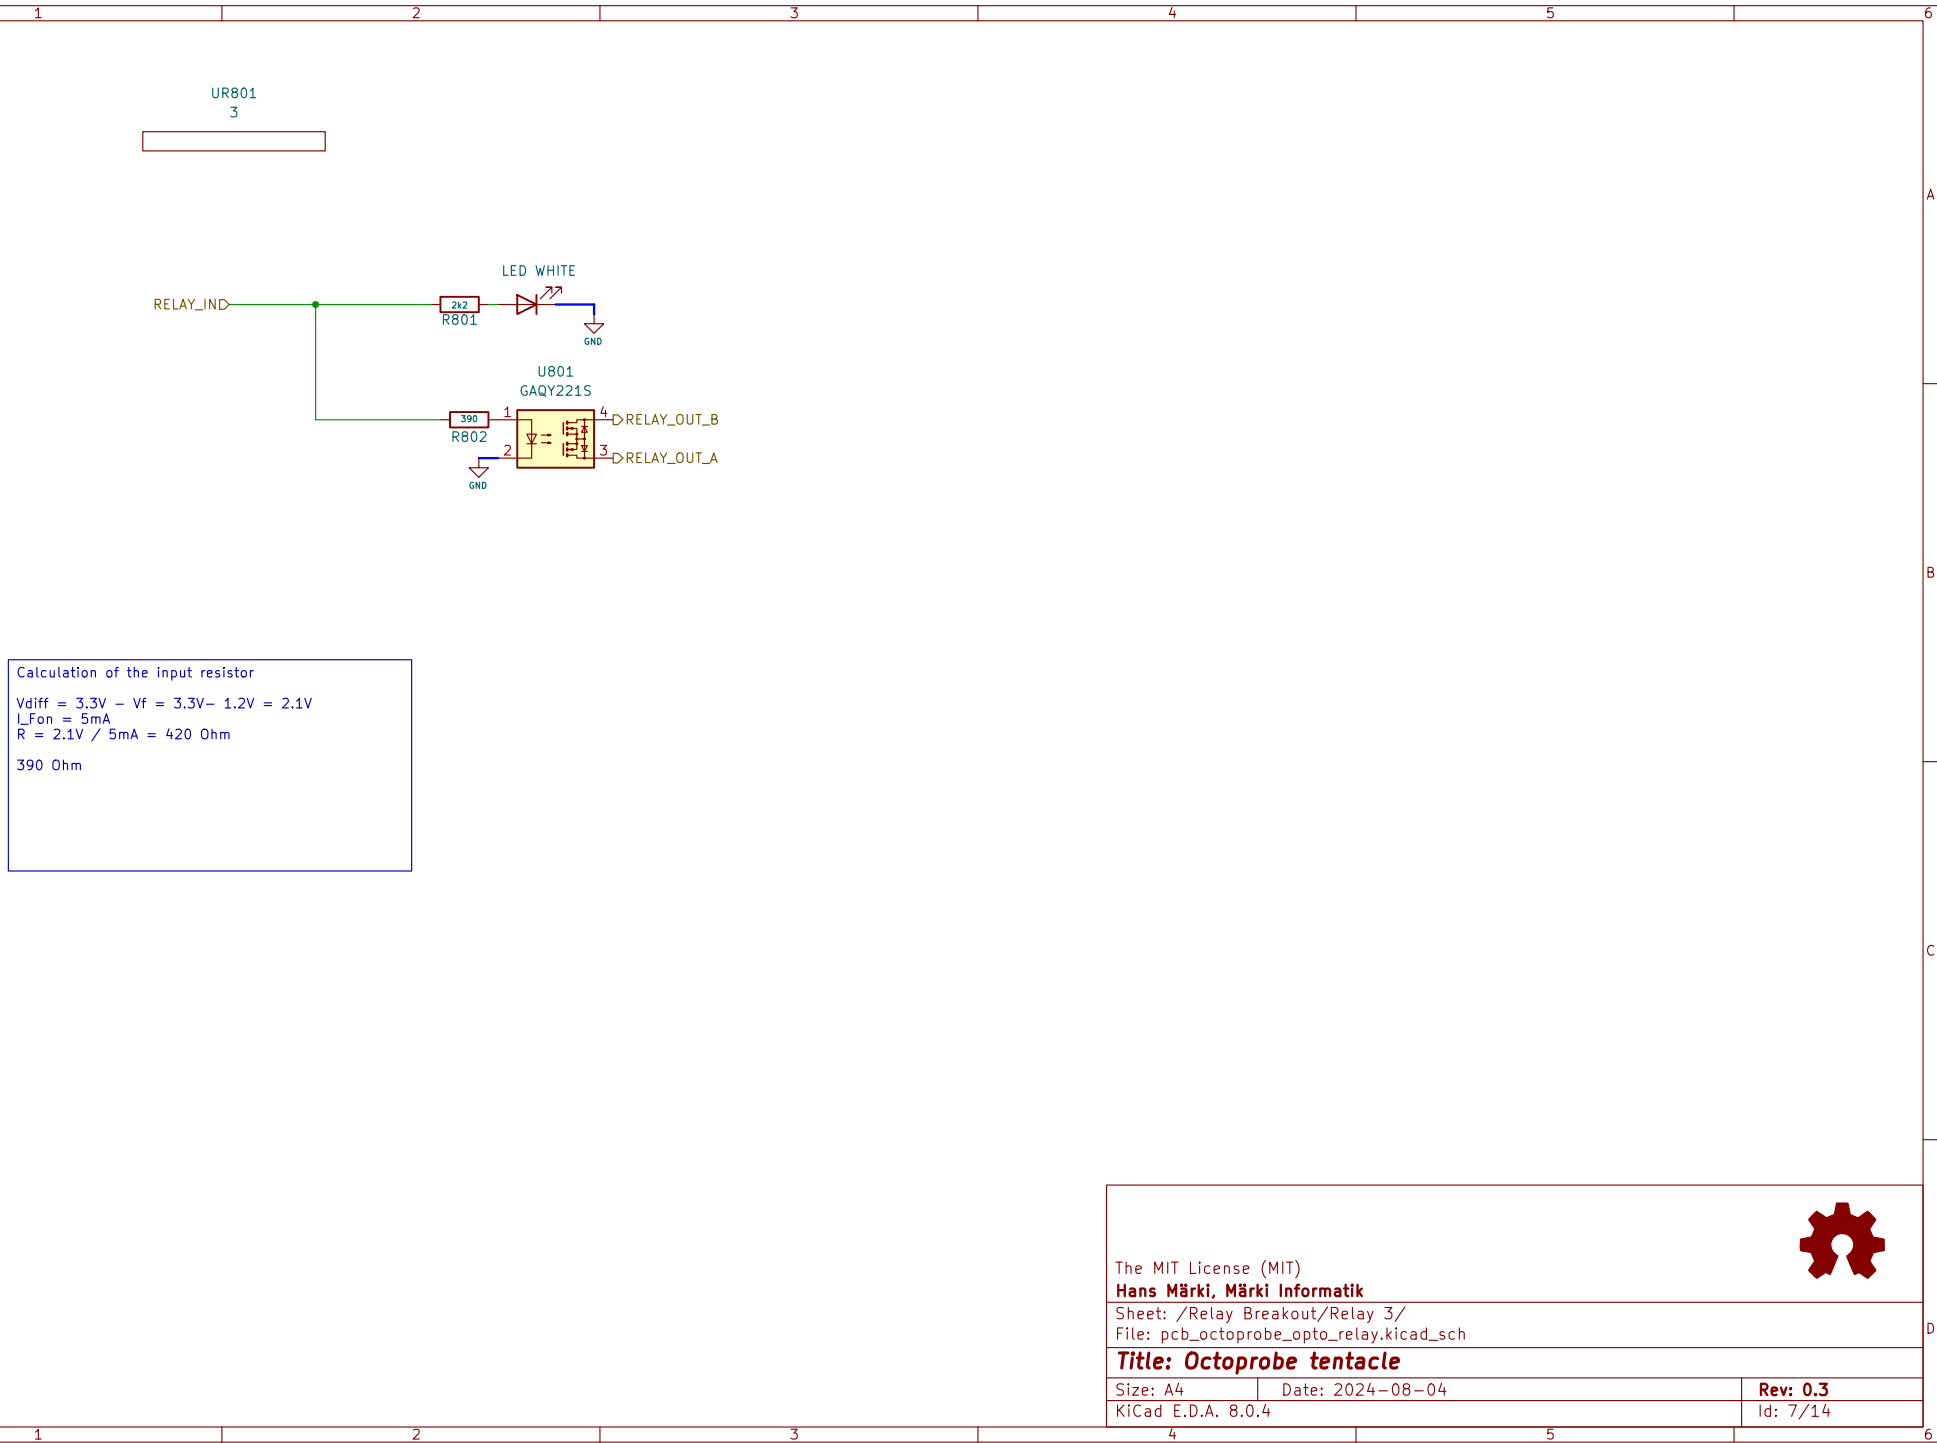 1 2 3 4 5 6
UR801
3
A
LED WHITE
RELAY_IN
2k2
R801
GND
U801
GAQY221S
1
390
4
RELAY_OUT_B
R802
2
3
RELAY_OUT_A
GND
B
Calculation of the input resistor
Vdiff = 3.3V - Vf = 3.3V- 1.2V = 2.1V
I_Fon = 5mA
R = 2.1V / 5mA = 420 Ohm
390 Ohm
C
The MIT License (MIT)
Hans Märki, Märki Informatik
Sheet: /Relay Breakout/Relay 3/
File: pcb_octoprobe_opto_relay.kicad_sch
D
Title: Octoprobe tentacle
Size: A4
Date: 2024-08-04
Rev: 0.3
KiCad E.D.A. 8.0.4
Id: 7/14
1 2 3 4 5 6